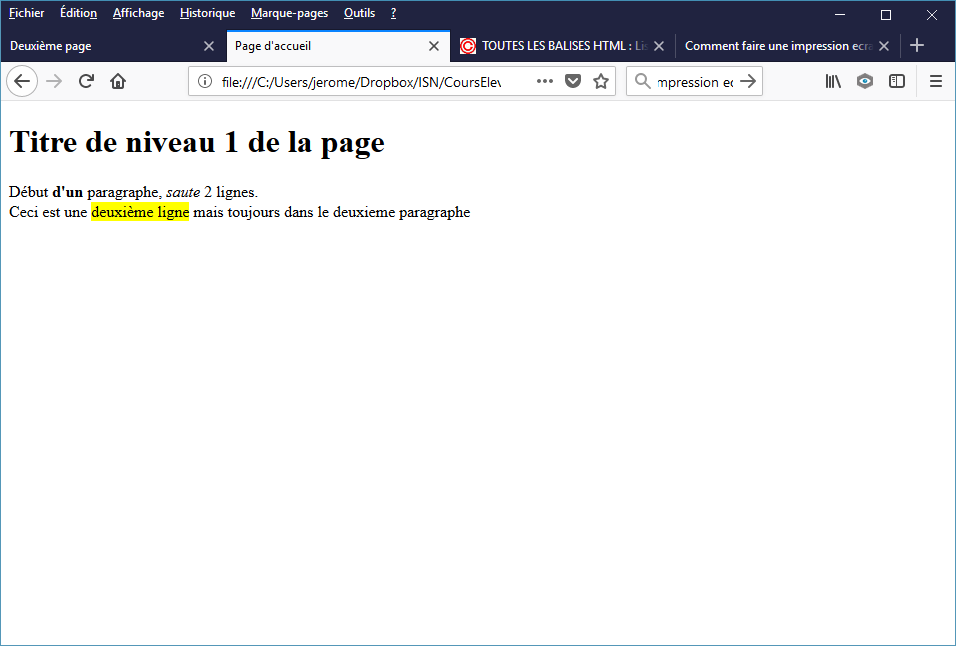 Fichier Édition Affichage Historique Marque-pages Outils ?
Deuxième page Page d'accueil TOUTES LES BALISES HTML : Li Comment faire une impression ecra
file:///C:/Users/jerome/Dropbox/ISN/CoursElev mpression ec
Titre de niveau 1 de la page
Début d'un paragraphe, saute 2 lignes.
Ceci est une deuxième ligne mais toujours dans le deuxieme paragraphe